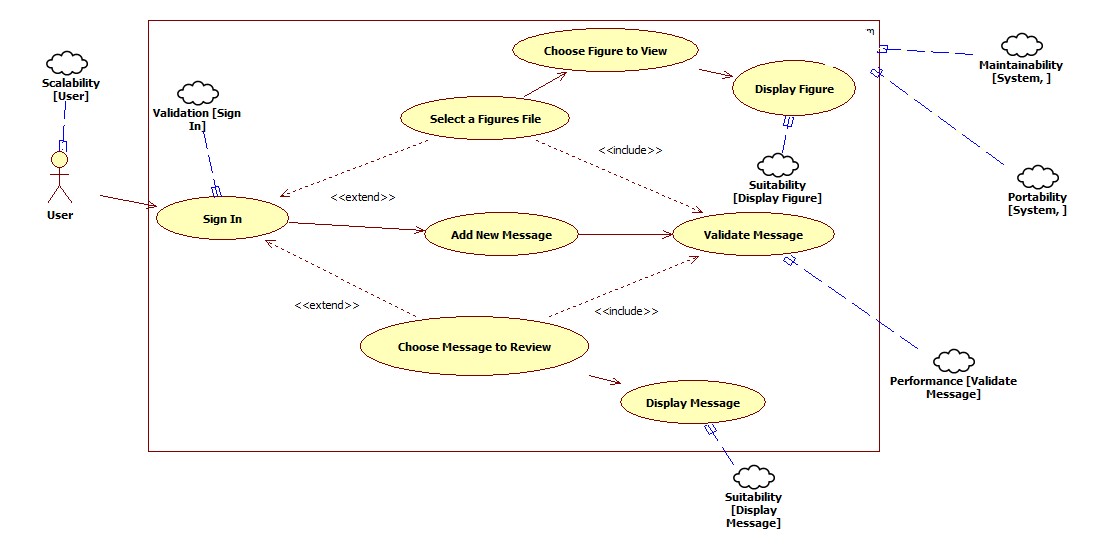 Choose Figure to View
Maintainability
[System, ]
Scalability
[User]
Display Figure
Validation [Sign
In]
Select a Figures File
<<include>>
Suitability
[Display Figure]
<<extend>>
Portability
[System, ]
User
Sign In
Add New Message
Validate Message
<<extend>>
<<include>>
Choose Message to Review
Performance [Validate
Message]
Display Message
Suitability
[Display
Message]